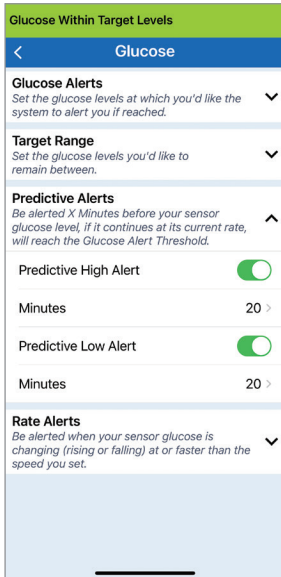 Glucose Within Target Levels
Glucose
Glucose Alerts
Set the glucose levels at which you'd like the
system to alert you if reached.
Target Range
Set the glucose levels you'd like to
remain between.
Predictive Alerts
Be alerted X Minutes before your sensor
glucose level, if it continues at its current rate,
will reach the Glucose Alert Threshold.
Predictive High Alert
Minutes 20
Predictive Low Alert
Minutes 20
Rate Alerts
Be alerted when your sensor glucose is
changing (rising or falling) at or faster than the
speed you set.